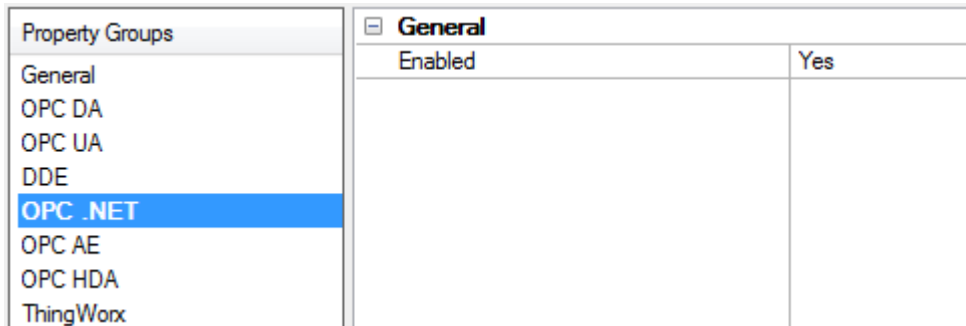 Property Groups
General
OPC DA
OPC UA
DDE
OPC .NET
OPC AE
OPC HDA
ThingWorx
General
Enabled Yes